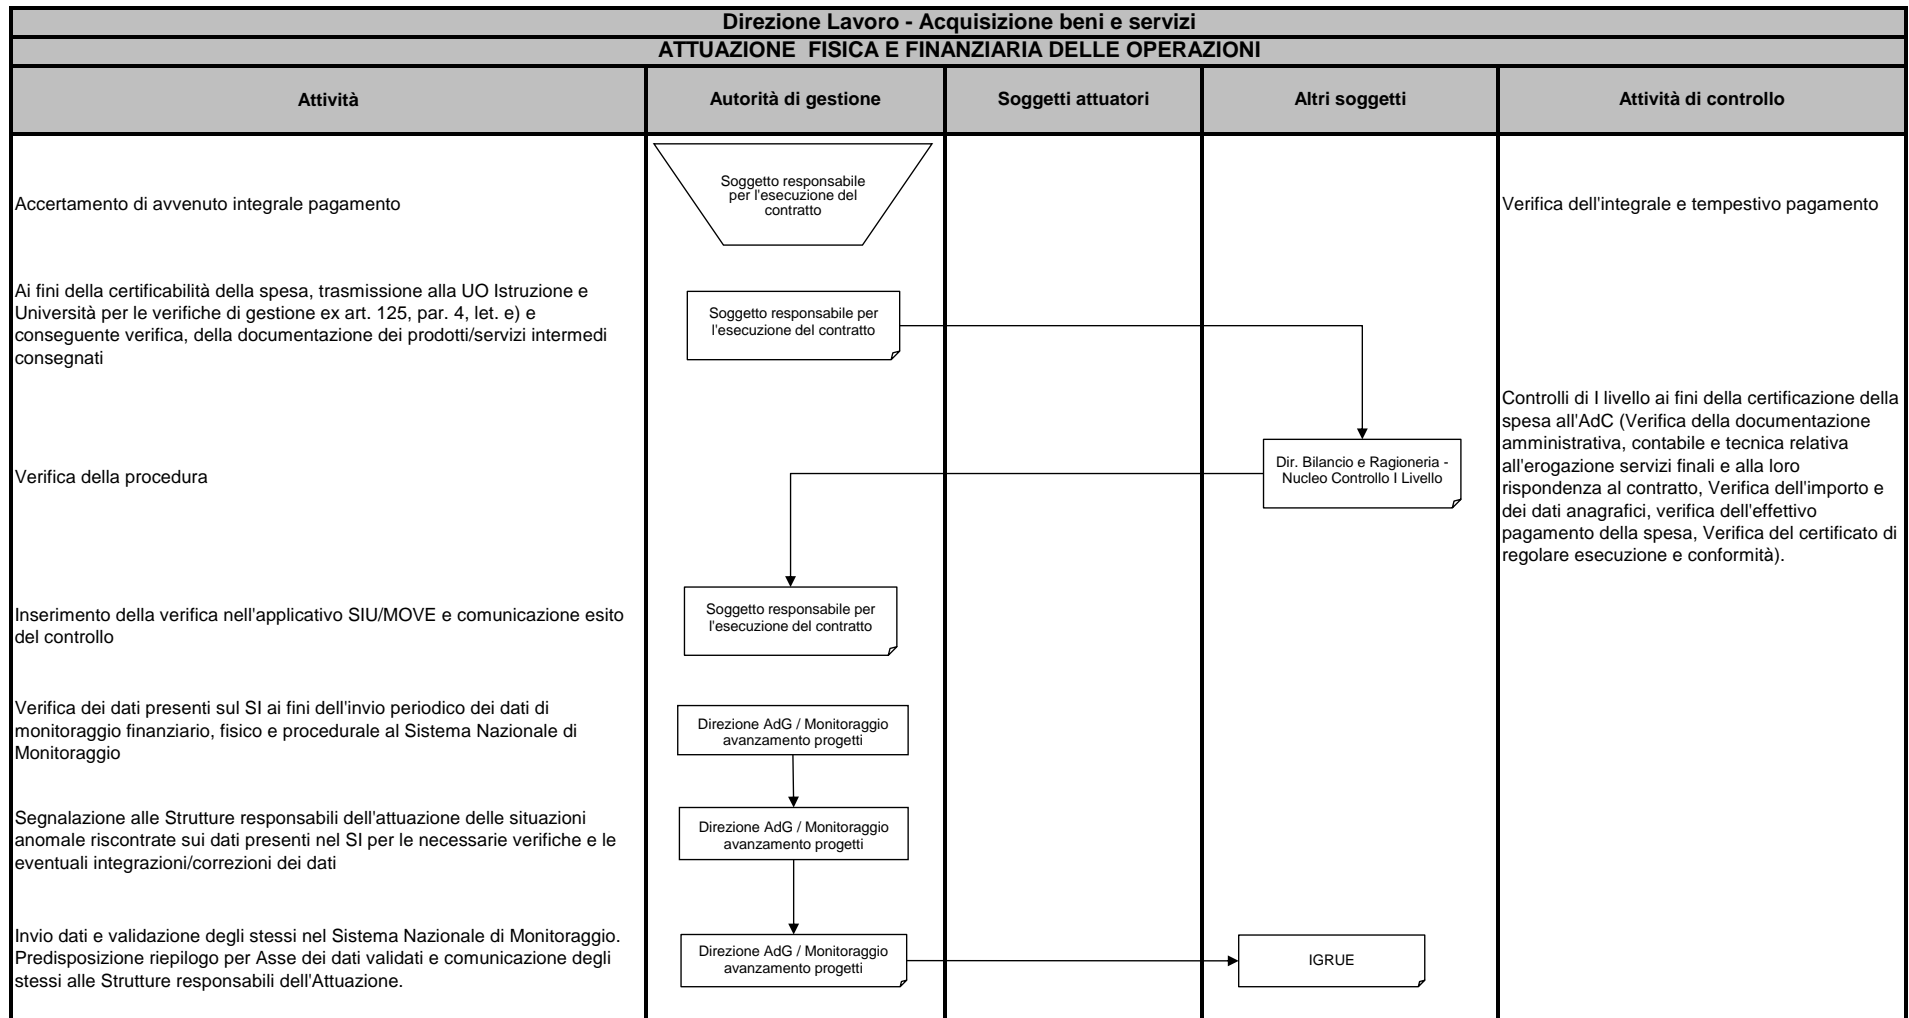 Direzione Lavoro - Acquisizione beni e servizi
ATTUAZIONE FISICA E FINANZIARIA DELLE OPERAZIONI
Attività
Autorità di gestione
Soggetti attuatori
Altri soggetti
Attività di controllo
Accertamento di avvenuto integrale pagamento
Soggetto responsabile
per l'esecuzione del
contratto
Verifica dell'integrale e tempestivo pagamento
Ai fini della certificabilità della spesa, trasmissione alla UO Istruzione e
Università per le verifiche di gestione ex art. 125, par. 4, let. e) e
conseguente verifica, della documentazione dei prodotti/servizi intermedi
consegnati
Soggetto responsabile per
l'esecuzione del contratto
Verifica della procedura
Dir. Bilancio e Ragioneria -
Nucleo Controllo I Livello
Controlli di I livello ai fini della certificazione della
spesa all'AdC (Verifica della documentazione
amministrativa, contabile e tecnica relativa
all'erogazione servizi finali e alla loro
rispondenza al contratto, Verifica dell'importo e
dei dati anagrafici, verifica dell'effettivo
pagamento della spesa, Verifica del certificato di
regolare esecuzione e conformità).
Inserimento della verifica nell'applicativo SIU/MOVE e comunicazione esito
del controllo
Soggetto responsabile per
l'esecuzione del contratto
Verifica dei dati presenti sul SI ai fini dell'invio periodico dei dati di
monitoraggio finanziario, fisico e procedurale al Sistema Nazionale di
Monitoraggio
Direzione AdG / Monitoraggio
avanzamento progetti
Segnalazione alle Strutture responsabili dell'attuazione delle situazioni
anomale riscontrate sui dati presenti nel SI per le necessarie verifiche e le
eventuali integrazioni/correzioni dei dati
Direzione AdG / Monitoraggio
avanzamento progetti
Invio dati e validazione degli stessi nel Sistema Nazionale di Monitoraggio.
Predisposizione riepilogo per Asse dei dati validati e comunicazione degli
stessi alle Strutture responsabili dell'Attuazione.
Direzione AdG / Monitoraggio
avanzamento progetti
IGRUE